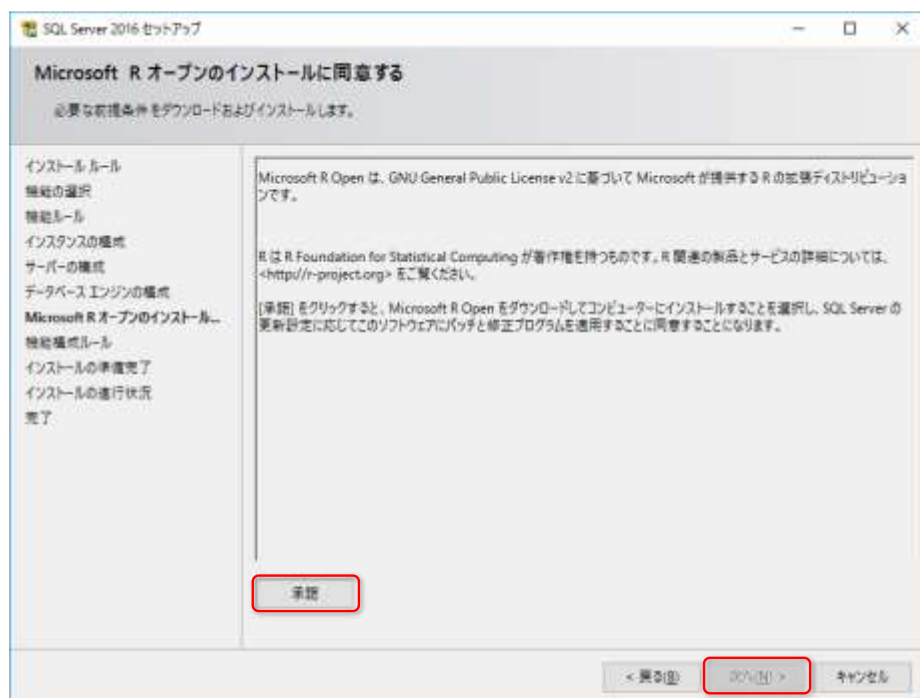 SQL Server 2016 セットアップ
Microsoft R オープンのインストールに同意する
必要な前提条件をダウンロードおよびインストールします。
インストール ルール
機能の選択
機能ルール
インスタンスの構成
サーバーの構成
データベース エンジンの構成
Microsoft R オープンのインストール...
機能構成ルール
インストールの準備完了
インストールの進行状況
完了
Microsoft R Open は、GNU General Public License v2 に基づいて Microsoft が提供する R の拡張ディストリビューショ
ンです。
R は R Foundation for Statistical Computing が著作権を持つものです。R 関連の製品とサービスの詳細については、
<http://r-project.org> をご覧ください。
[承諾] をクリックすると、Microsoft R Open をダウンロードしてコンピューターにインストールすることを選択し、SQL Server の
更新設定に応じてこのソフトウェアにパッチと修正プログラムを適用することに同意することになります。
承諾
< 戻る(B)
次へ(N) >
キャンセル